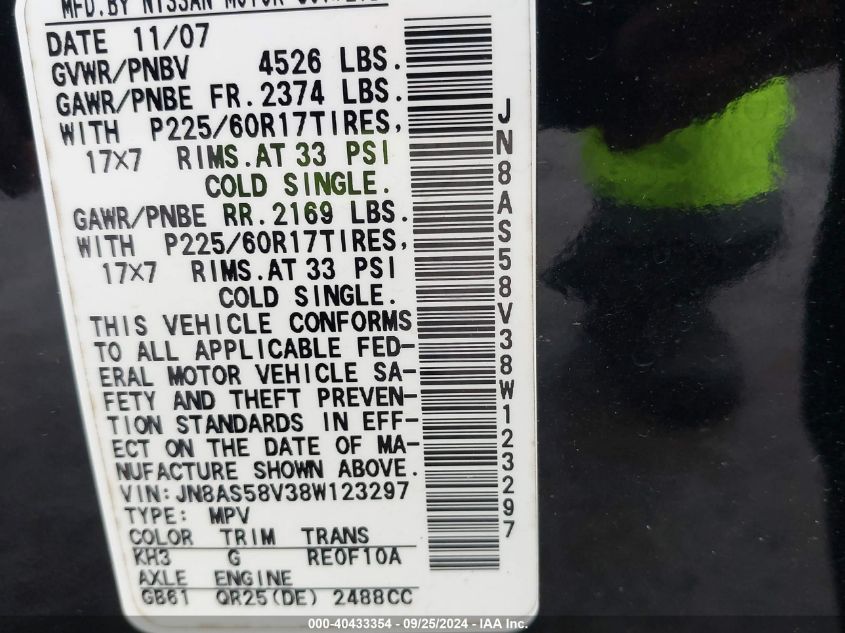 MFD.BY NISSAN MOTOR
DATE 11/07
GVWR/PNBV 4526 LBS.
GAWR/PNBE FR. 2374 LBS.
WITH P225/60R17TIRES,
17X7 RIMS.AT 33 PSI
COLD SINGLE.
GAWR/PNBE RR. 2169 LBS.
WITH P225/60R17TIRES,
17X7 RIMS.AT 33 PSI
COLD SINGLE.
THIS VEHICLE CONFORMS
TO ALL APPLICABLE FED-
ERAL MOTOR VEHICLE SA-
FETY AND THEFT PREVEN-
TION STANDARDS IN EFF-
ECT ON THE DATE OF MA-
NUFACTURE SHOWN ABOVE.
VIN:JN8AS58V38W123297
TYPE: MPV
COLOR TRIM TRANS
KH3 G RE0F10A
AXLE ENGINE
GB61 QR25(DE) 2488CC
JN8AS58V38W123297
000-40433354 - 09/25/2024 - IAA Inc.